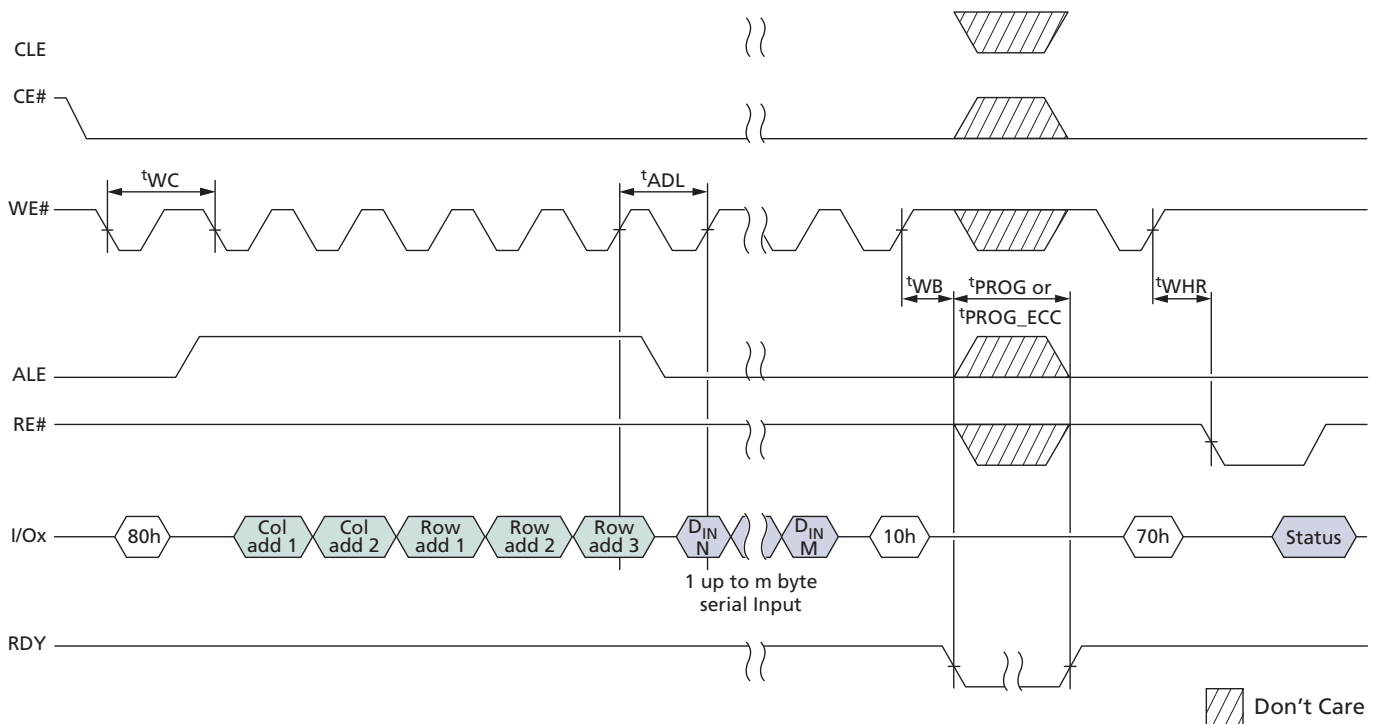 CLE
CE#
tWC
tADL
WE#
tWB
tPROG or
tPROG_ECC
tWHR
ALE
RE#
I/Ox
80h
Col
add 1
Col
add 2
Row
add 1
Row
add 2
Row
add 3
DIN
N
DIN
M
10h
70h
Status
1 up to m byte
serial Input
RDY
Don't Care